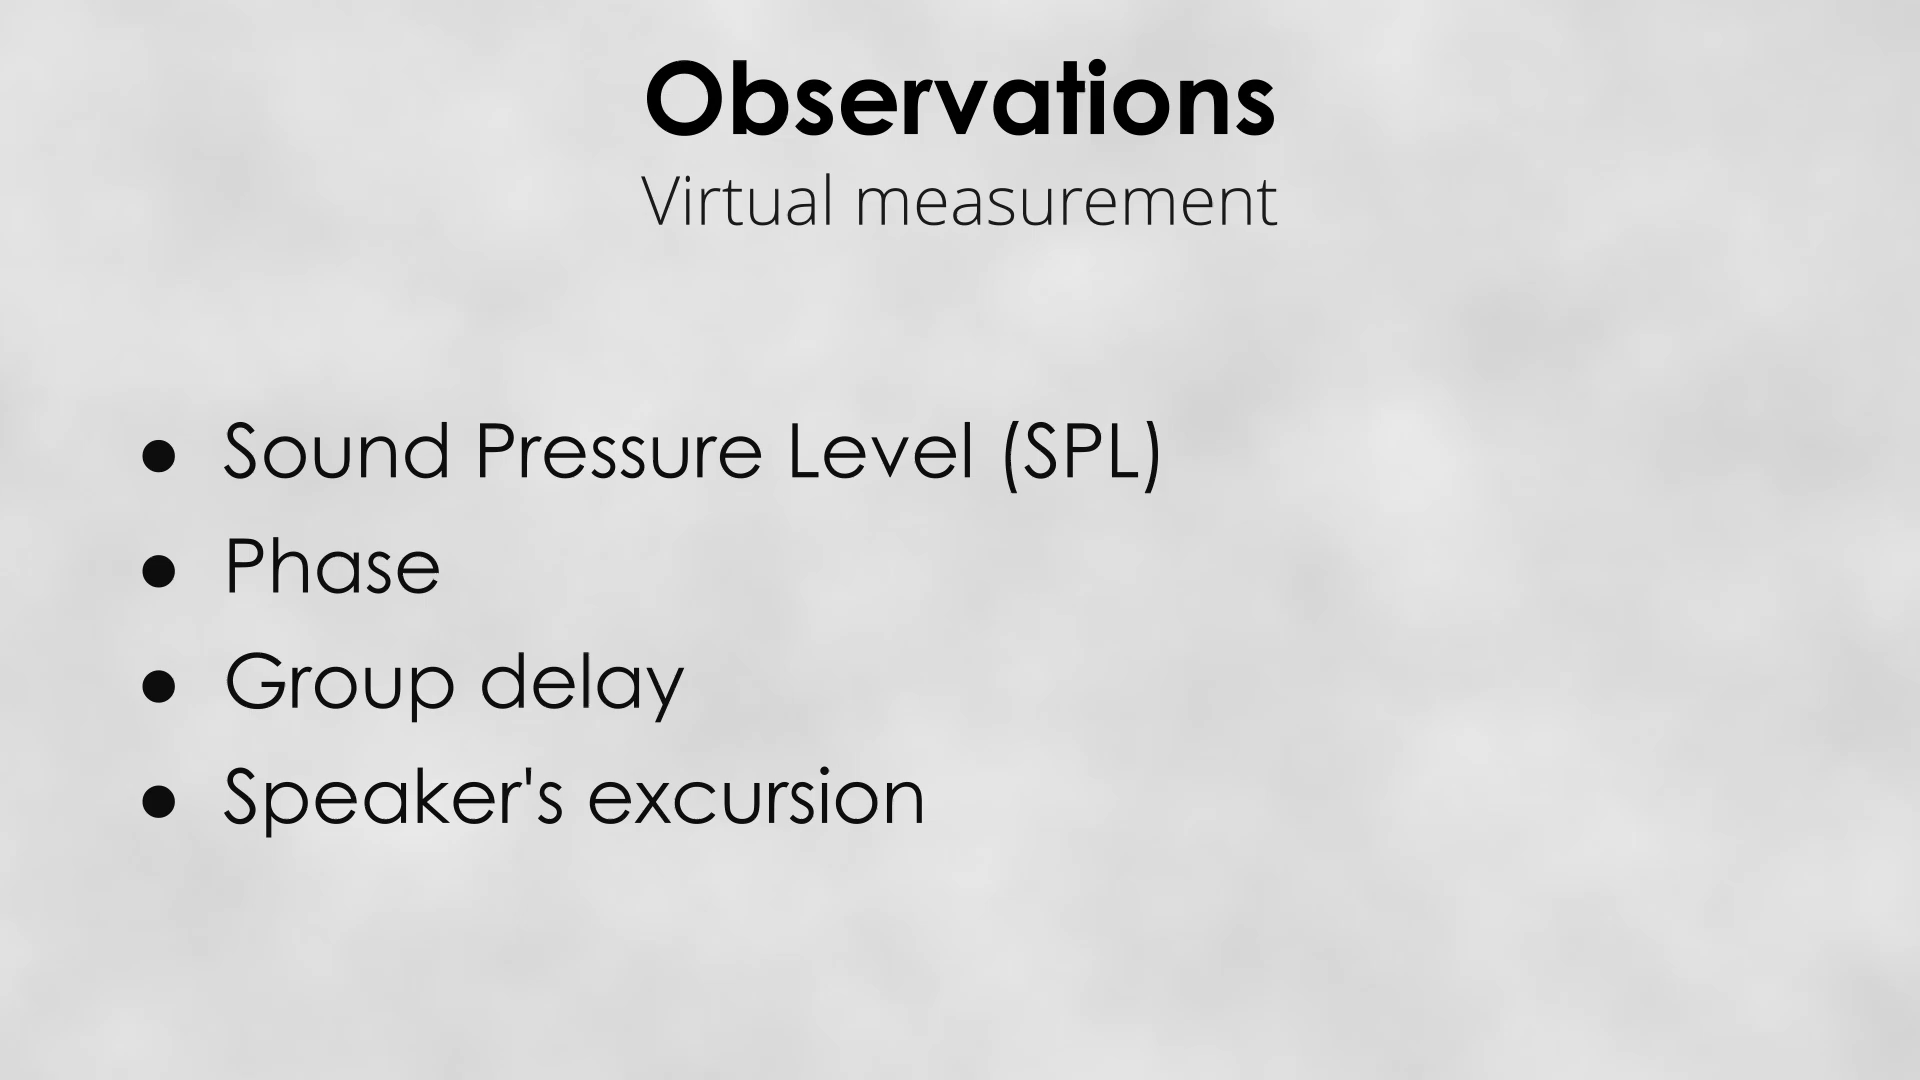 Observations
Virtual measurement
● Sound Pressure Level (SPL)
● Phase
● Group delay
● Speaker's excursion